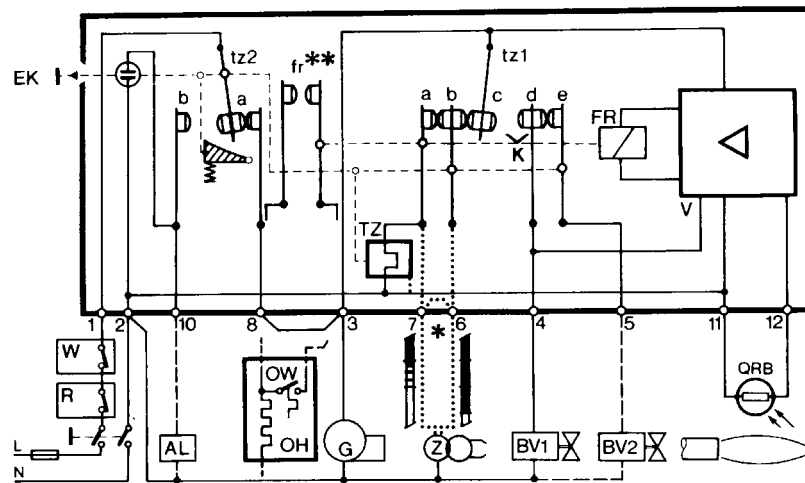 tz2
fr**
tz1
EK
b
a
a
b
c
d
e
FR
K
V
TZ
1
2
10
8
3
7
*
6
4
5
11
12
W
R
L
N
AL
OW
OH
G
Z
BV1
BV2
QRB